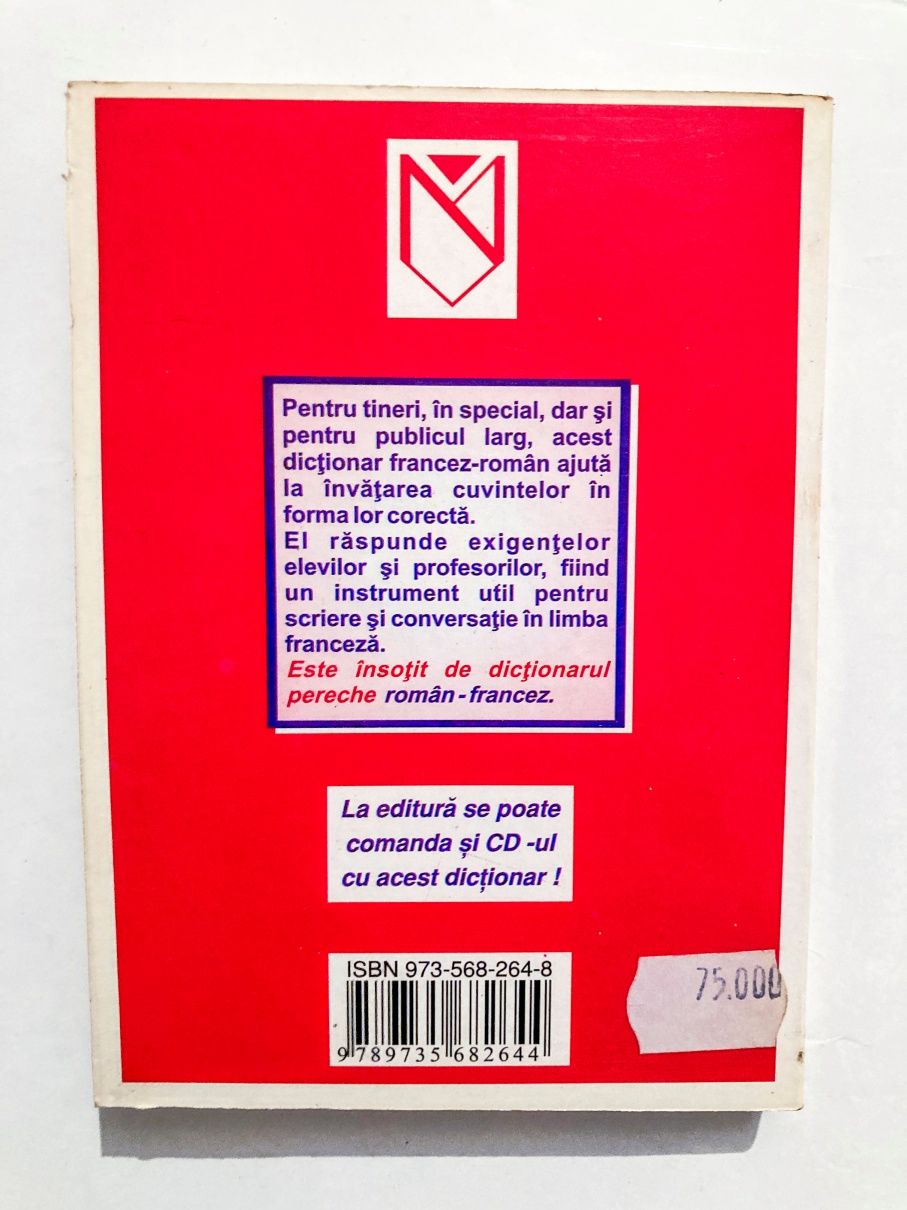 Pentru tineri, în special, dar şi
pentru publicul larg, acest
dicţionar francez-român ajută
la învăţarea cuvintelor în
forma lor corectă.
El răspunde exigenţelor
elevilor şi profesorilor, fiind
un instrument util pentru
scriere şi conversaţie în limba
franceză.
Este însoţit de dicţionarul
pereche român-francez.
La editură se poate
comanda și CD -ul
cu acest dicționar !
ISBN 973-568-264-8
9 789735 682644
75.000